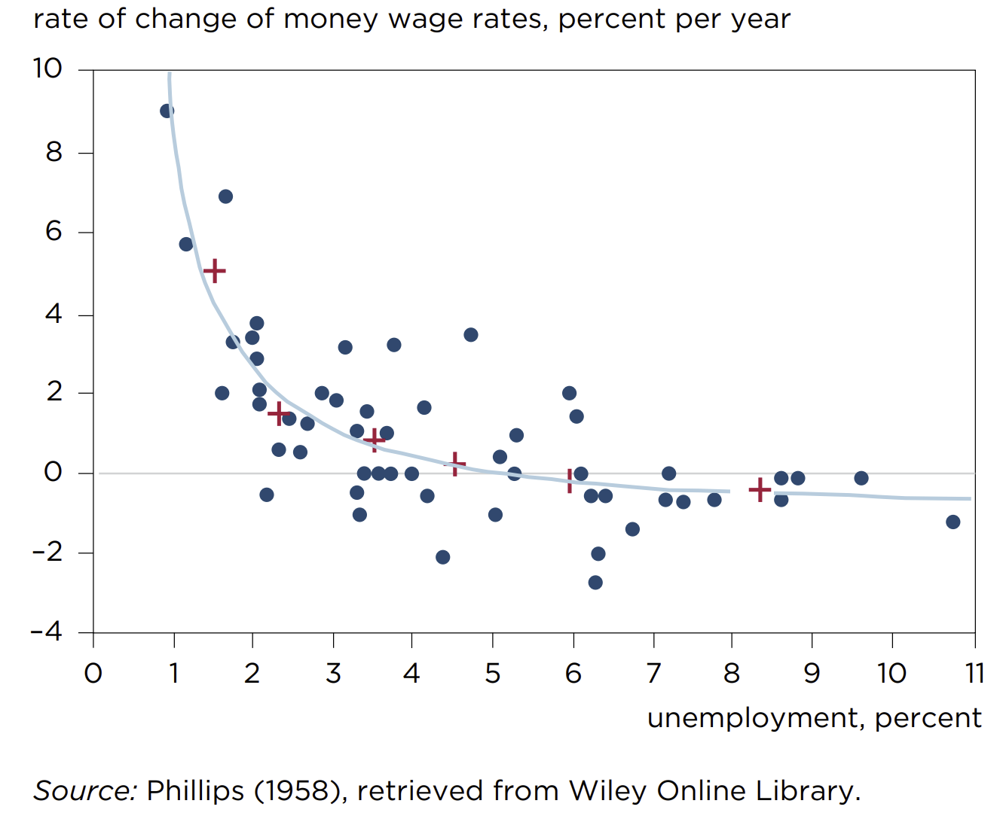 rate of change of money wage rates, percent per year
10
8
6
4
2
0
-2
-4
0 1 2 3 4 5 6 7 8 9 10 11
unemployment, percent
Source: Phillips (1958), retrieved from Wiley Online Library.